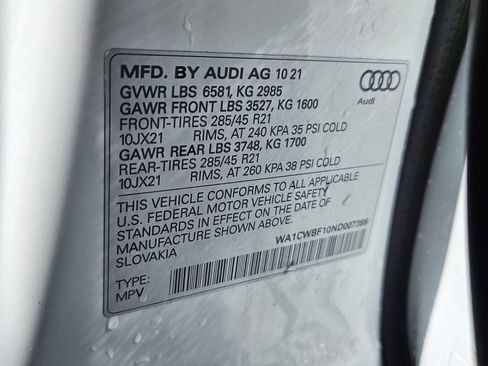 MFD. BY AUDI AG 10 21
GVWR LBS 6581, KG 2985
GAWR FRONT LBS 3527, KG 1600
FRONT-TIRES 285/45 R21
10JX21 RIMS, AT 240 KPA 35 PSI COLD
GAWR REAR LBS 3748, KG 1700
REAR-TIRES 285/45 R21
10JX21 RIMS, AT 260 KPA 38 PSI COLD
THIS VEHICLE CONFORMS TO ALL APPLICABLE
U.S. FEDERAL MOTOR VEHICLE SAFETY
STANDARDS IN EFFECT ON THE DATE OF
MANUFACTURE SHOWN ABOVE.
SLOVAKIA
WA1CWBF10ND007399
TYPE:
MPV
Audi